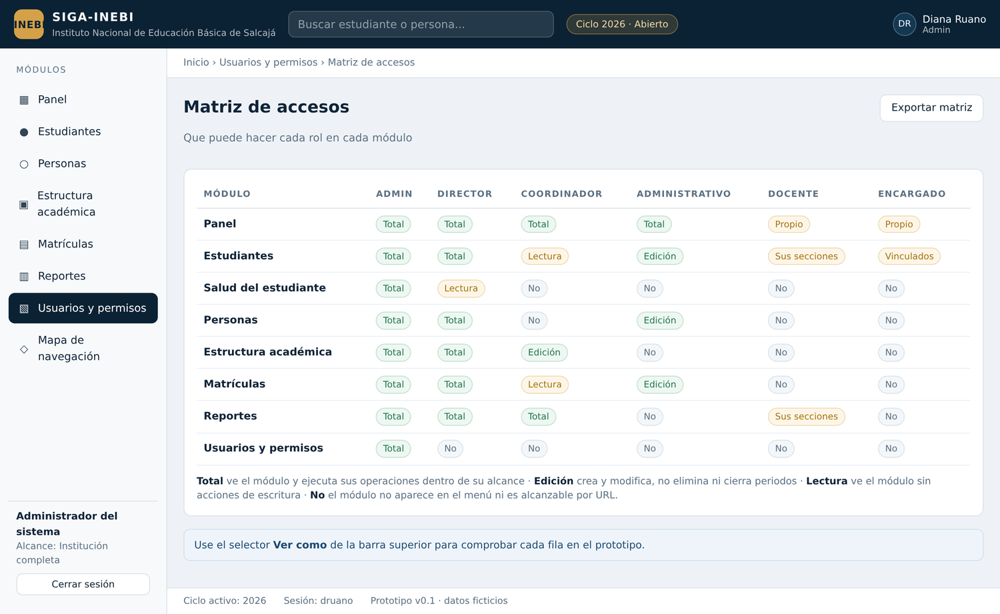 INEBI
SIGA-INEBI
Instituto Nacional de Educación Básica de Salcajá
Buscar estudiante o persona...
Ciclo 2026 · Abierto
DR
Diana Ruano
Admin
MÓDULOS
Panel
Estudiantes
Personas
Estructura
académica
Matrículas
Reportes
Usuarios y permisos
Mapa de
navegación
Administrador del
sistema
Alcance: Institución
completa
Cerrar sesión
Inicio › Usuarios y permisos › Matriz de accesos
Matriz de accesos
Exportar matriz
Que puede hacer cada rol en cada módulo
MÓDULO ADMIN DIRECTOR COORDINADOR ADMINISTRATIVO DOCENTE ENCARGADO
Panel Total Total Total Total Propio Propio
Estudiantes Total Total Lectura Edición Sus secciones Vinculados
Salud del estudiante Total Lectura No No No No
Personas Total Total No Edición No No
Estructura académica Total Total Edición No No No
Matrículas Total Total Lectura Edición No No
Reportes Total Total Total No Sus secciones No
Usuarios y permisos Total No No No No No
Total ve el módulo y ejecuta sus operaciones dentro de su alcance · Edición crea y modifica, no elimina ni cierra periodos · Lectura ve el módulo sin
acciones de escritura · No el módulo no aparece en el menú ni es alcanzable por URL.
Use el selector Ver como de la barra superior para comprobar cada fila en el prototipo.
Ciclo activo: 2026 Sesión: druano Prototipo v0.1 · datos ficticios